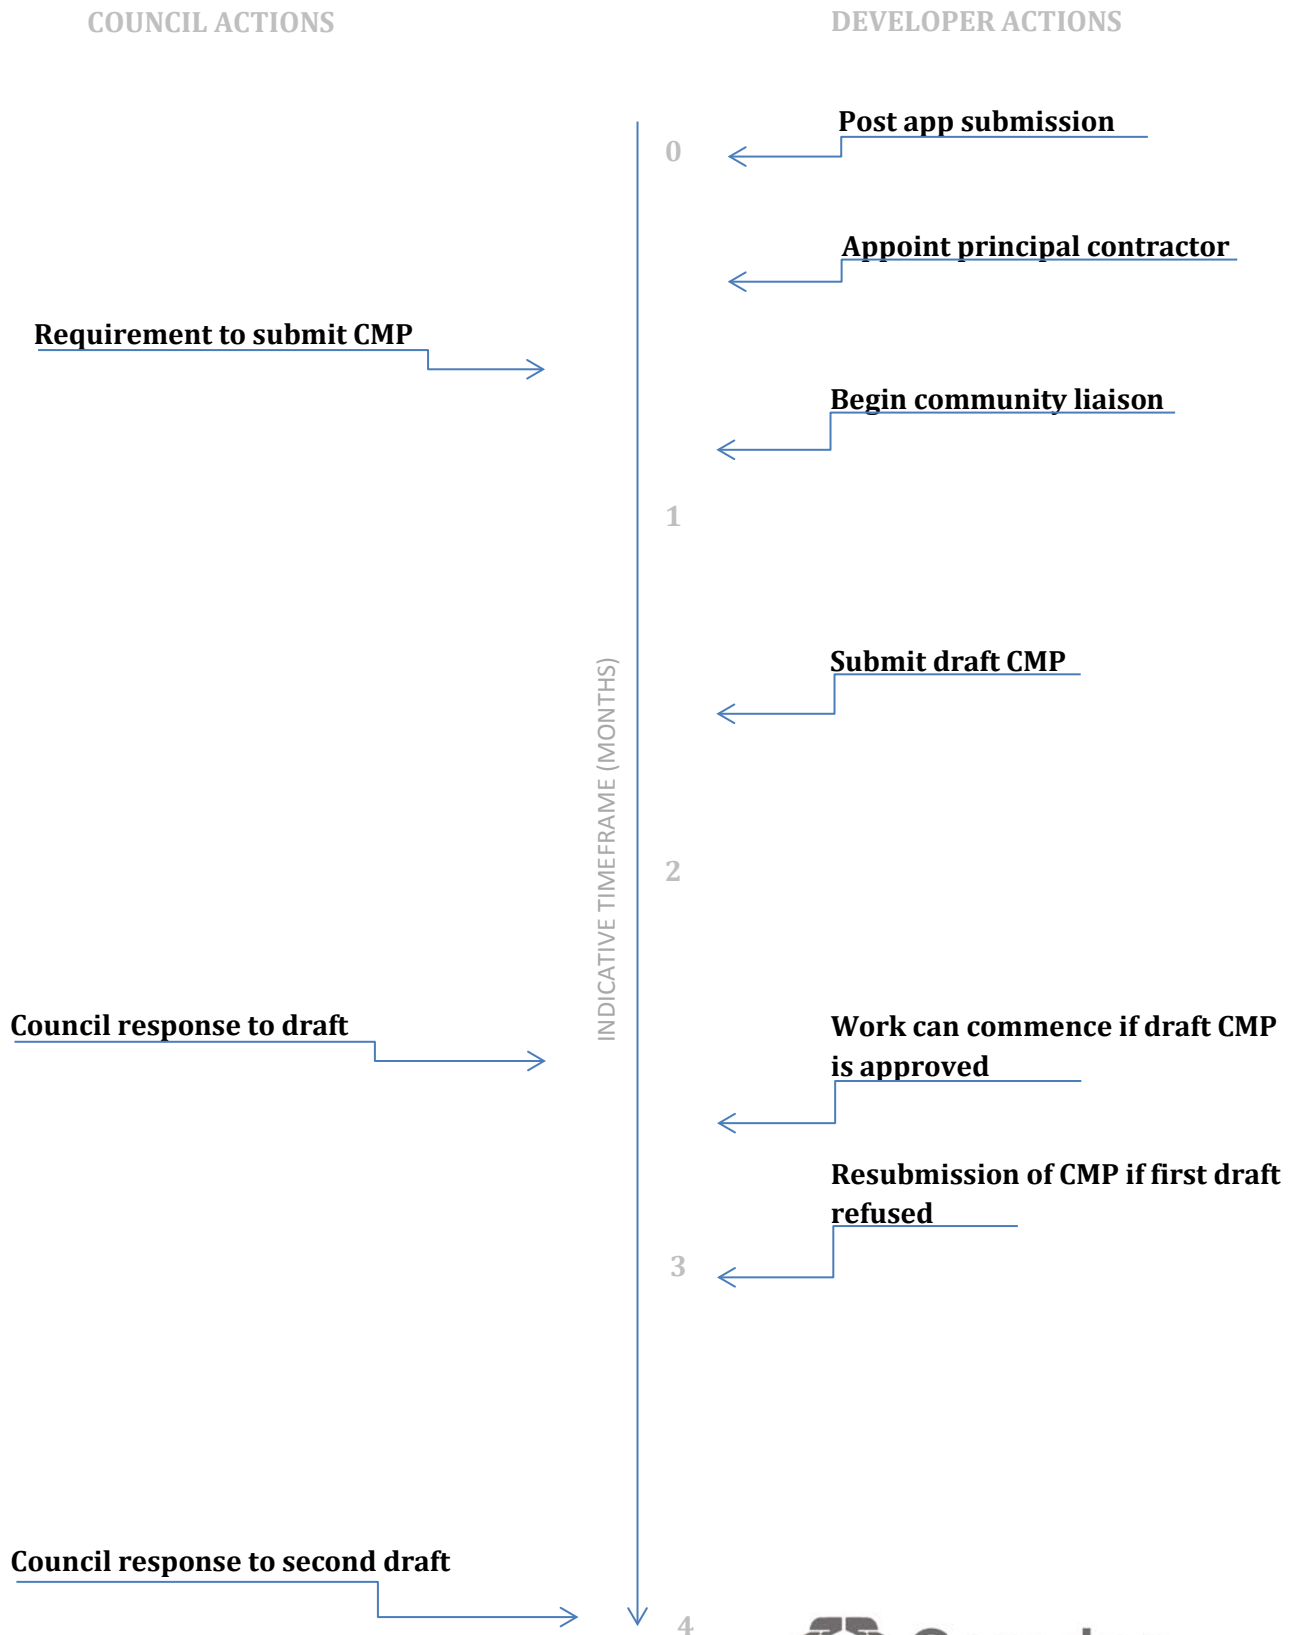 COUNCIL ACTIONS
DEVELOPER ACTIONS
Post app submission
0
Appoint principal contractor
Requirement to submit CMP
Begin community liaison
1
Submit draft CMP
INDICATIVE TIMEFRAME (MONTHS)
2
Council response to draft
Work can commence if draft CMP
is approved
Resubmission of CMP if first draft
refused
3
Council response to second draft
4